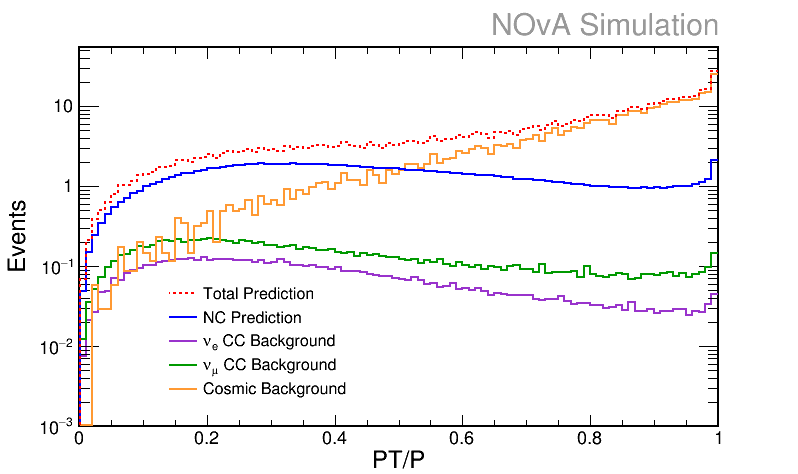 NOvA Simulation
Events
10
1
10⁻¹
10⁻²
10⁻³
Total Prediction
NC Prediction
νₑ CC Background
ν_μ CC Background
Cosmic Background
0 0.2 0.4 0.6 0.8 1
PT/P